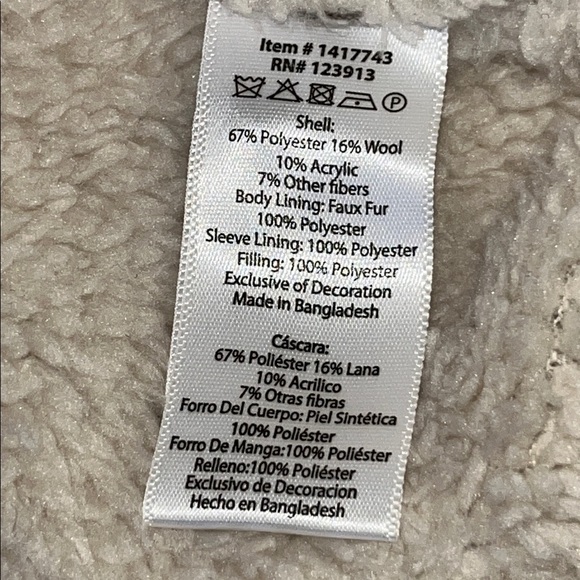 Item # 1417743
RN# 123913
P
Shell:
67% Polyester 16% Wool
10% Acrylic
7% Other fibers
Body Lining: Faux Fur
100% Polyester
Sleeve Lining: 100% Polyester
Filling: 100% Polyester
Exclusive of Decoration
Made in Bangladesh
Cáscara:
67% Poliéster 16% Lana
10% Acrilico
7% Otras fibras
Forro Del Cuerpo: Piel Sintética
100% Poliéster
Forro De Manga:100% Poliéster
Relleno:100% Poliéster
Exclusivo de Decoracion
Hecho en Bangladesh